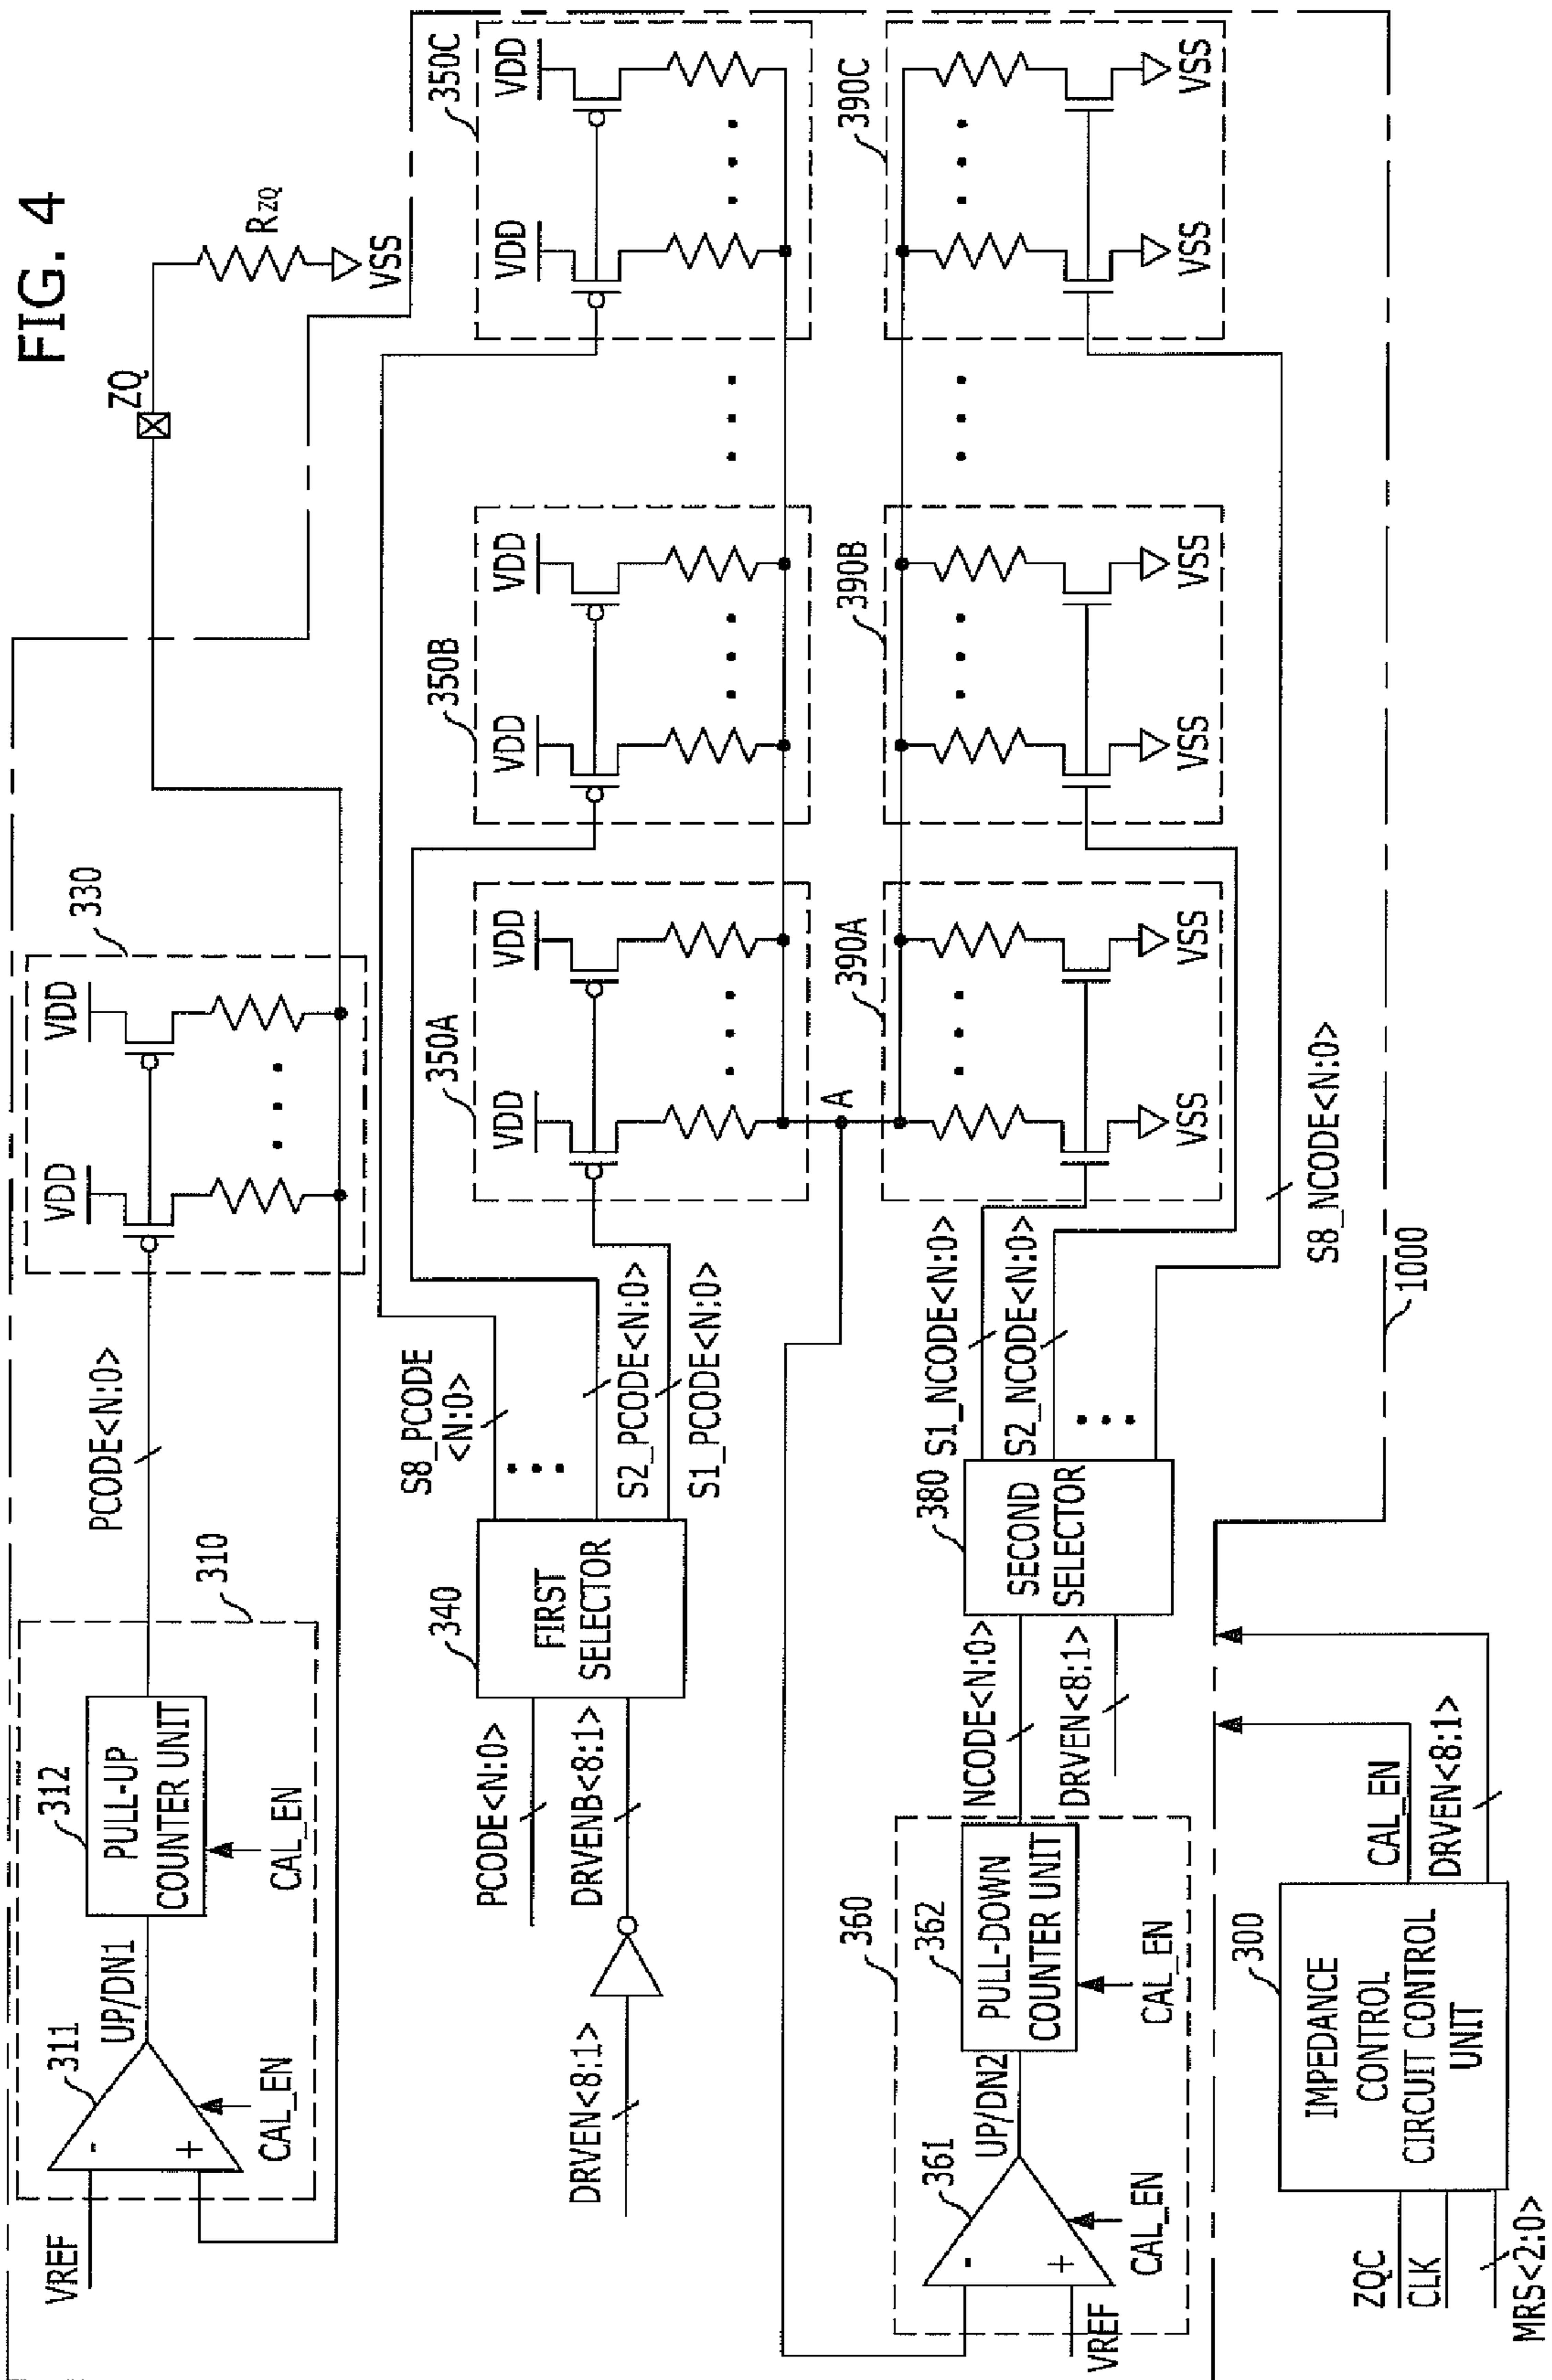 FIG. 4
310
311
312
VREF
-
+
UP/DN1
PULL-UP
COUNTER UNIT
CAL_EN
CAL_EN
PCODE<N:0>
330
VDD
VDD
ZQ
RZQ
VSS
DRVEN<8:1>
PCODE<N:0>
DRVENB<8:1>
340
FIRST
SELECTOR
S8_PCODE
<N:0>
S2_PCODE<N:0>
S1_PCODE<N:0>
350A
VDD
VDD
350B
VDD
VDD
350C
VDD
VDD
A
360
361
362
VREF
-
+
UP/DN2
PULL-DOWN
COUNTER UNIT
CAL_EN
CAL_EN
NCODE<N:0>
DRVEN<8:1>
380
SECOND
SELECTOR
S1_NCODE<N:0>
S2_NCODE<N:0>
S8_NCODE<N:0>
390A
VSS
VSS
390B
VSS
VSS
390C
VSS
VSS
1000
300
ZQC
CLK
MRS<2:0>
IMPEDANCE
CONTROL
CIRCUIT CONTROL
UNIT
CAL_EN
DRVEN<8:1>